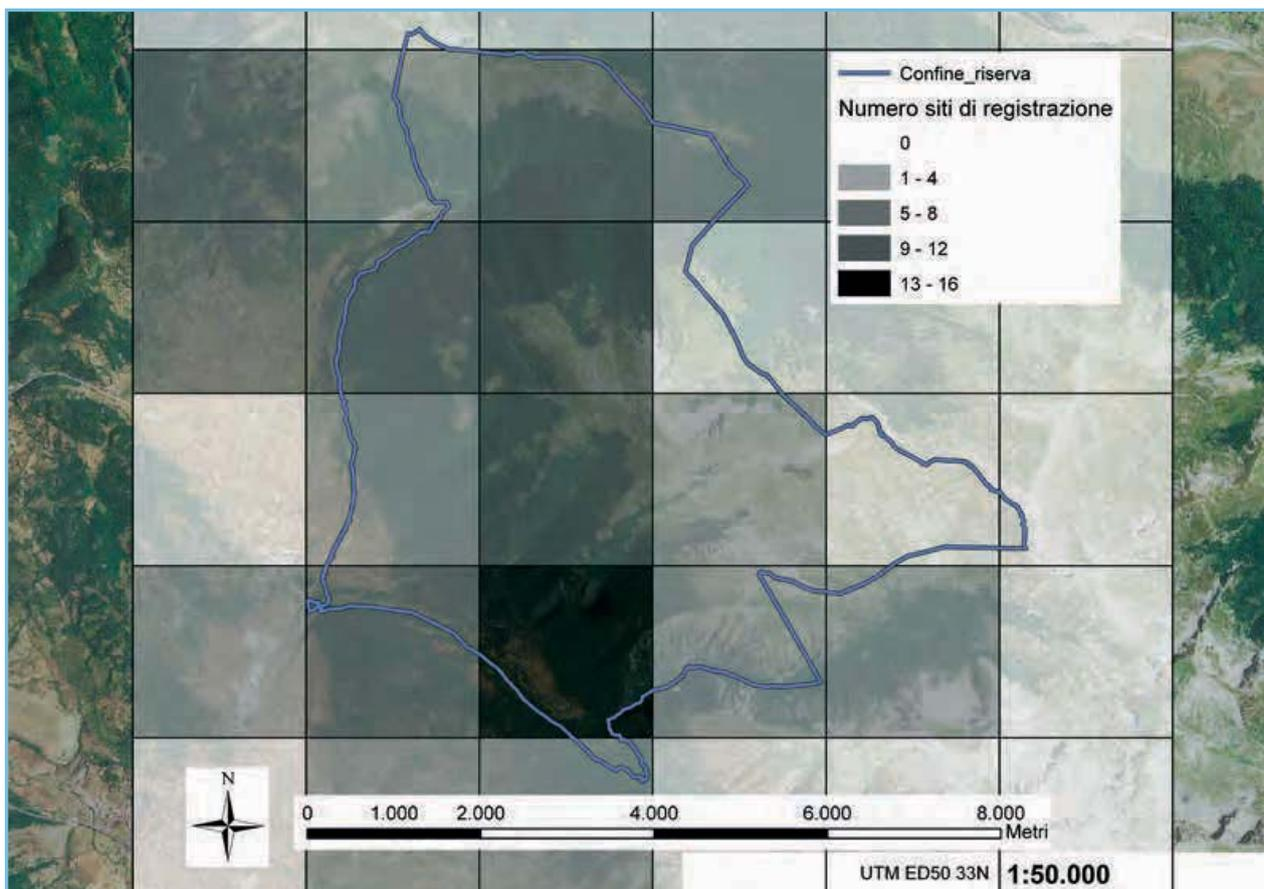 Confine_riserva
Numero siti di registrazione
0
1 - 4
5 - 8
9 - 12
13 - 16
N
0 1.000 2.000 4.000 6.000 8.000
Metri
UTM ED50 33N 1:50.000